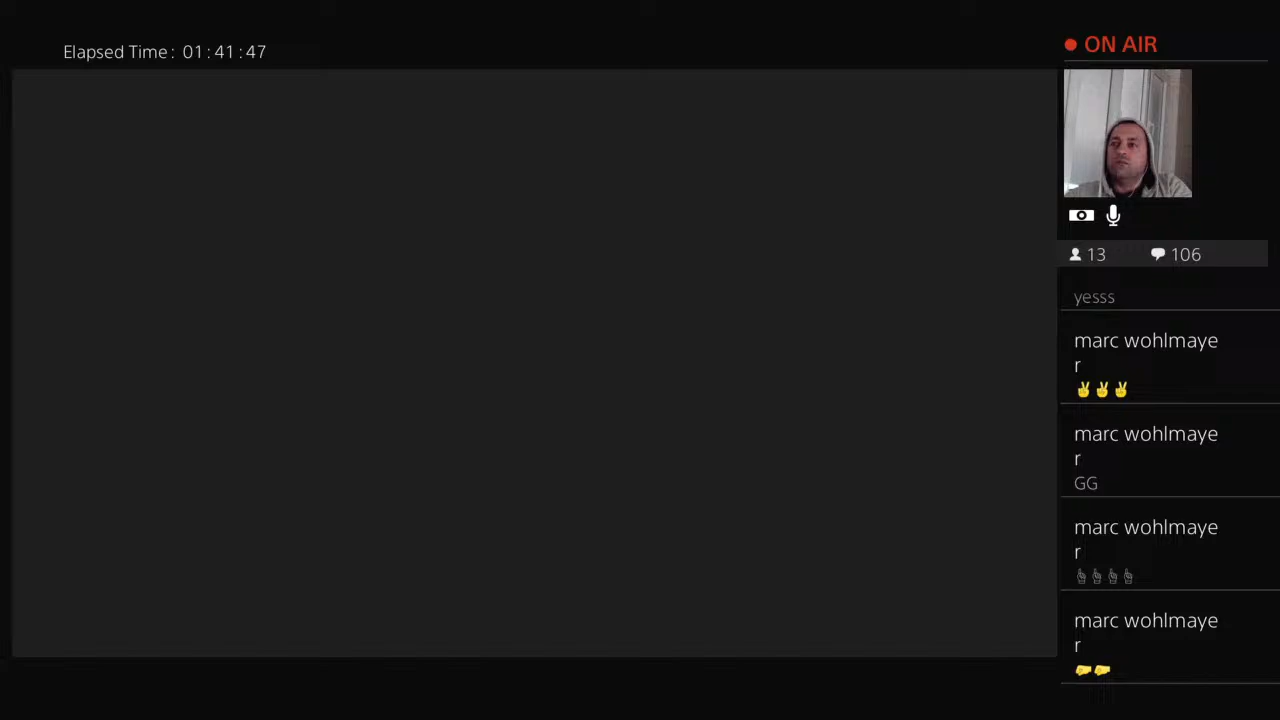 Elapsed Time: 01:41:47
ON AIR
13 106
yesss
marc wohlmaye
r
✌✌✌
marc wohlmaye
r
GG
marc wohlmaye
r
☝☝☝☝
marc wohlmaye
r
🤛🤛